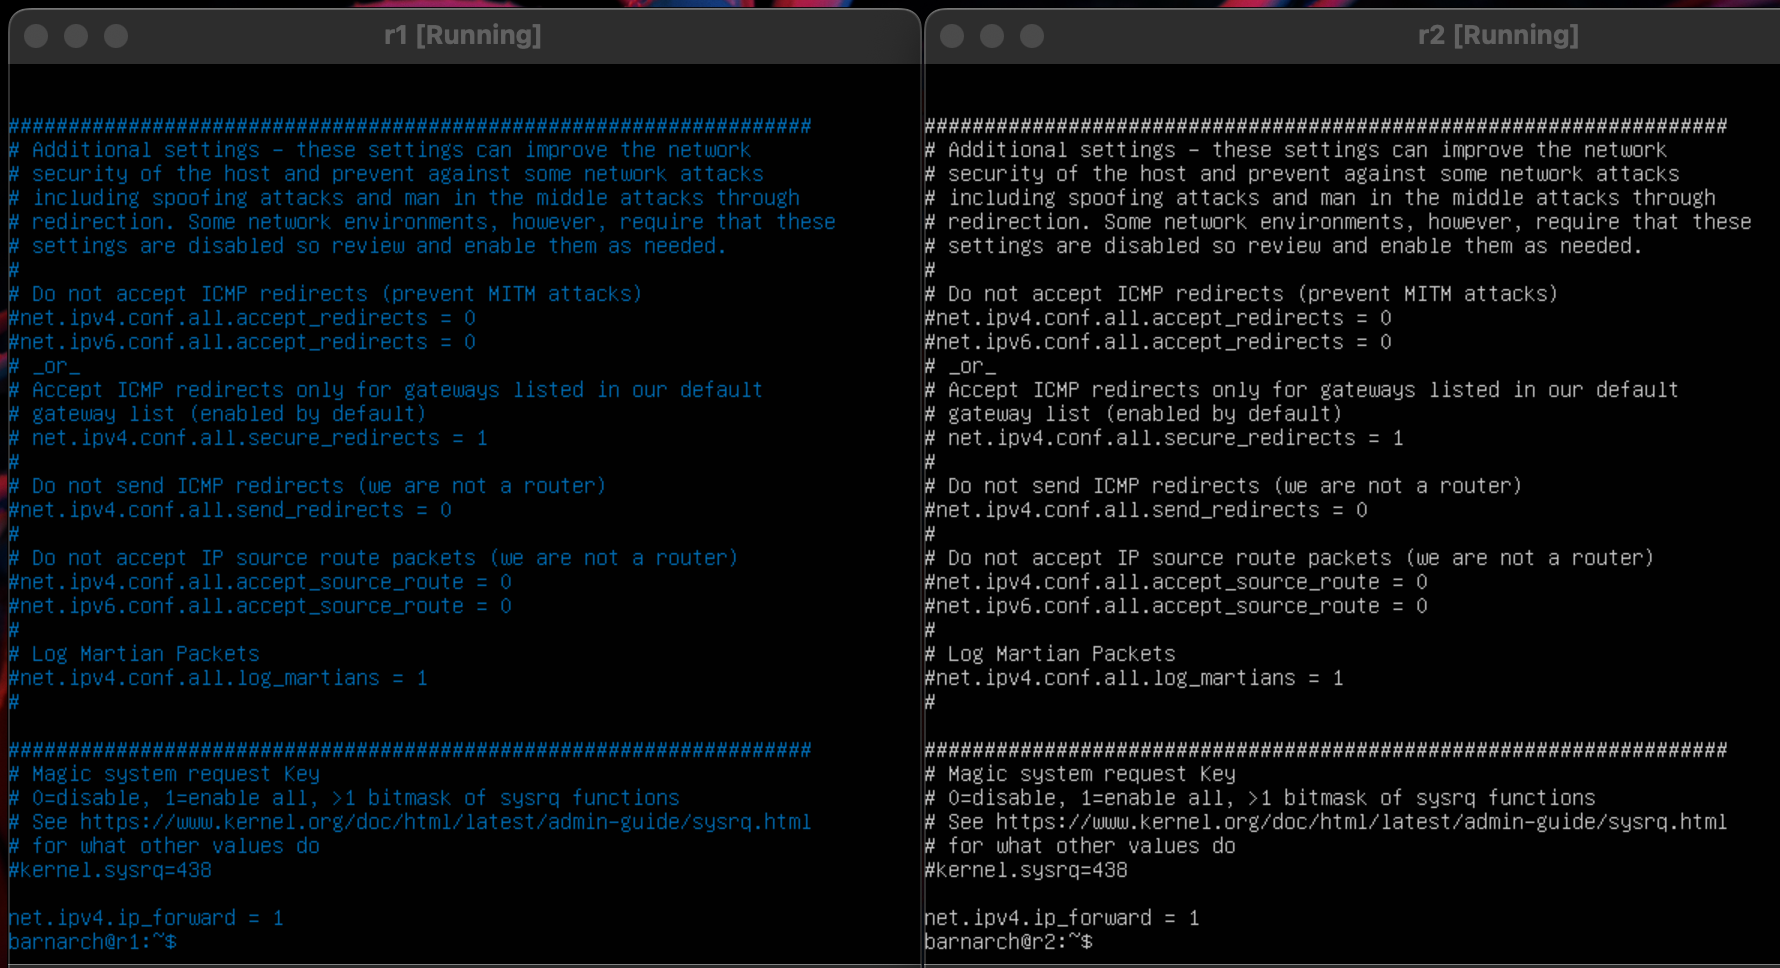 r1 [Running]
####################################################################
# Additional settings - these settings can improve the network
# security of the host and prevent against some network attacks
# including spoofing attacks and man in the middle attacks through
# redirection. Some network environments, however, require that these
# settings are disabled so review and enable them as needed.
#
# Do not accept ICMP redirects (prevent MITM attacks)
#net.ipv4.conf.all.accept_redirects = 0
#net.ipv6.conf.all.accept_redirects = 0
# _or_
# Accept ICMP redirects only for gateways listed in our default
# gateway list (enabled by default)
# net.ipv4.conf.all.secure_redirects = 1
#
# Do not send ICMP redirects (we are not a router)
#net.ipv4.conf.all.send_redirects = 0
#
# Do not accept IP source route packets (we are not a router)
#net.ipv4.conf.all.accept_source_route = 0
#net.ipv6.conf.all.accept_source_route = 0
#
# Log Martian Packets
#net.ipv4.conf.all.log_martians = 1
#
###################################################################
# Magic system request Key
# 0=disable, 1=enable all, >1 bitmask of sysrq functions
# See https://www.kernel.org/doc/html/latest/admin-guide/sysrq.html
# for what other values do
#kernel.sysrq=438
net.ipv4.ip_forward = 1
barnarch@r1:~$
r2 [Running]
###################################################################
# Additional settings - these settings can improve the network
# security of the host and prevent against some network attacks
# including spoofing attacks and man in the middle attacks through
# redirection. Some network environments, however, require that these
# settings are disabled so review and enable them as needed.
#
# Do not accept ICMP redirects (prevent MITM attacks)
#net.ipv4.conf.all.accept_redirects = 0
#net.ipv6.conf.all.accept_redirects = 0
# _or_
# Accept ICMP redirects only for gateways listed in our default
# gateway list (enabled by default)
# net.ipv4.conf.all.secure_redirects = 1
#
# Do not send ICMP redirects (we are not a router)
#net.ipv4.conf.all.send_redirects = 0
#
# Do not accept IP source route packets (we are not a router)
#net.ipv4.conf.all.accept_source_route = 0
#net.ipv6.conf.all.accept_source_route = 0
#
# Log Martian Packets
#net.ipv4.conf.all.log_martians = 1
#
###################################################################
# Magic system request Key
# 0=disable, 1=enable all, >1 bitmask of sysrq functions
# See https://www.kernel.org/doc/html/latest/admin-guide/sysrq.html
# for what other values do
#kernel.sysrq=438
net.ipv4.ip_forward = 1
barnarch@r2:~$